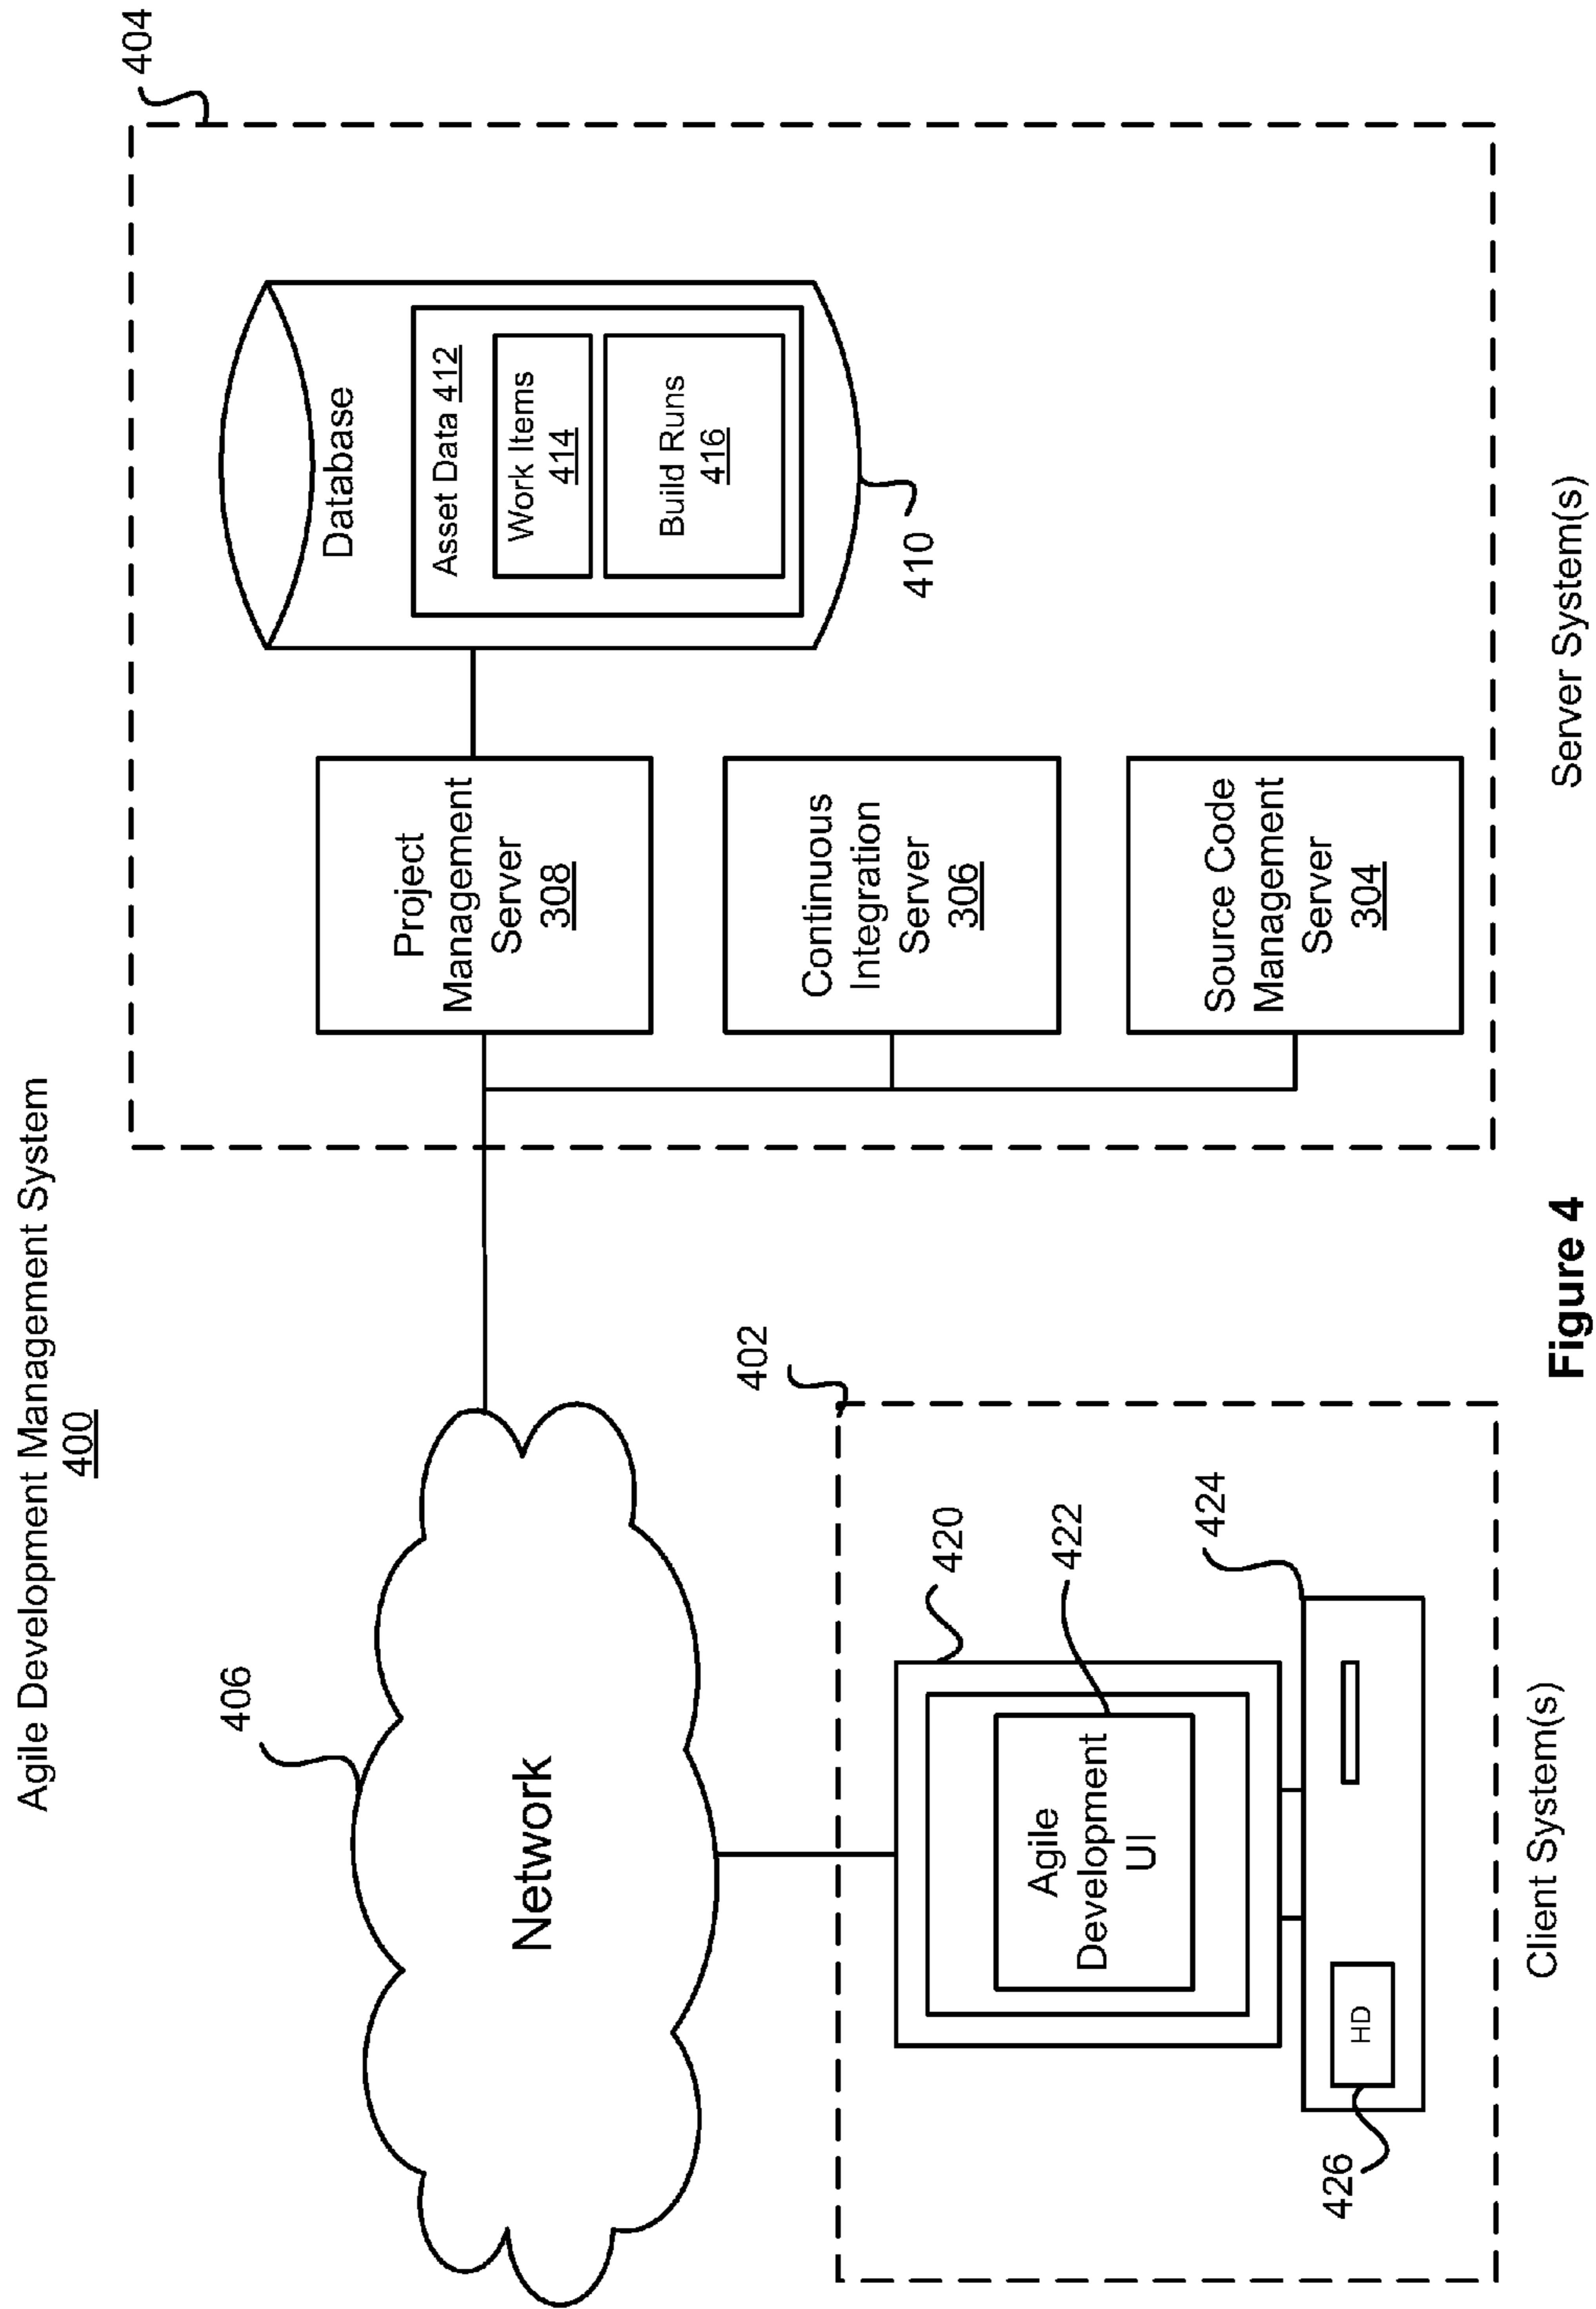 Agile Development Management System
400
404
406
Network
Database
Asset Data 412
Work Items
414
Build Runs
416
410
Project
Management
Server
308
Continuous
Integration
Server
306
Source Code
Management
Server
304
402
420
422
424
Agile
Development
UI
HD
426
Client System(s)
Server System(s)
Figure 4